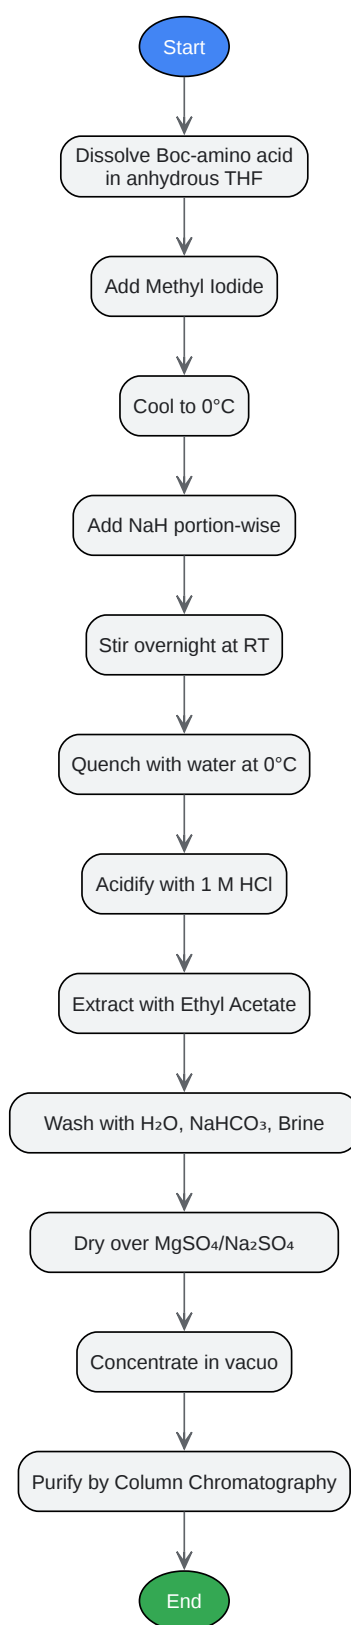 Start
Dissolve Boc-amino acid
in anhydrous THF
Add Methyl Iodide
Cool to 0°C
Add NaH portion-wise
Stir overnight at RT
Quench with water at 0°C
Acidify with 1 M HCl
Extract with Ethyl Acetate
Wash with H₂O, NaHCO₃, Brine
Dry over MgSO₄/Na₂SO₄
Concentrate in vacuo
Purify by Column Chromatography
End